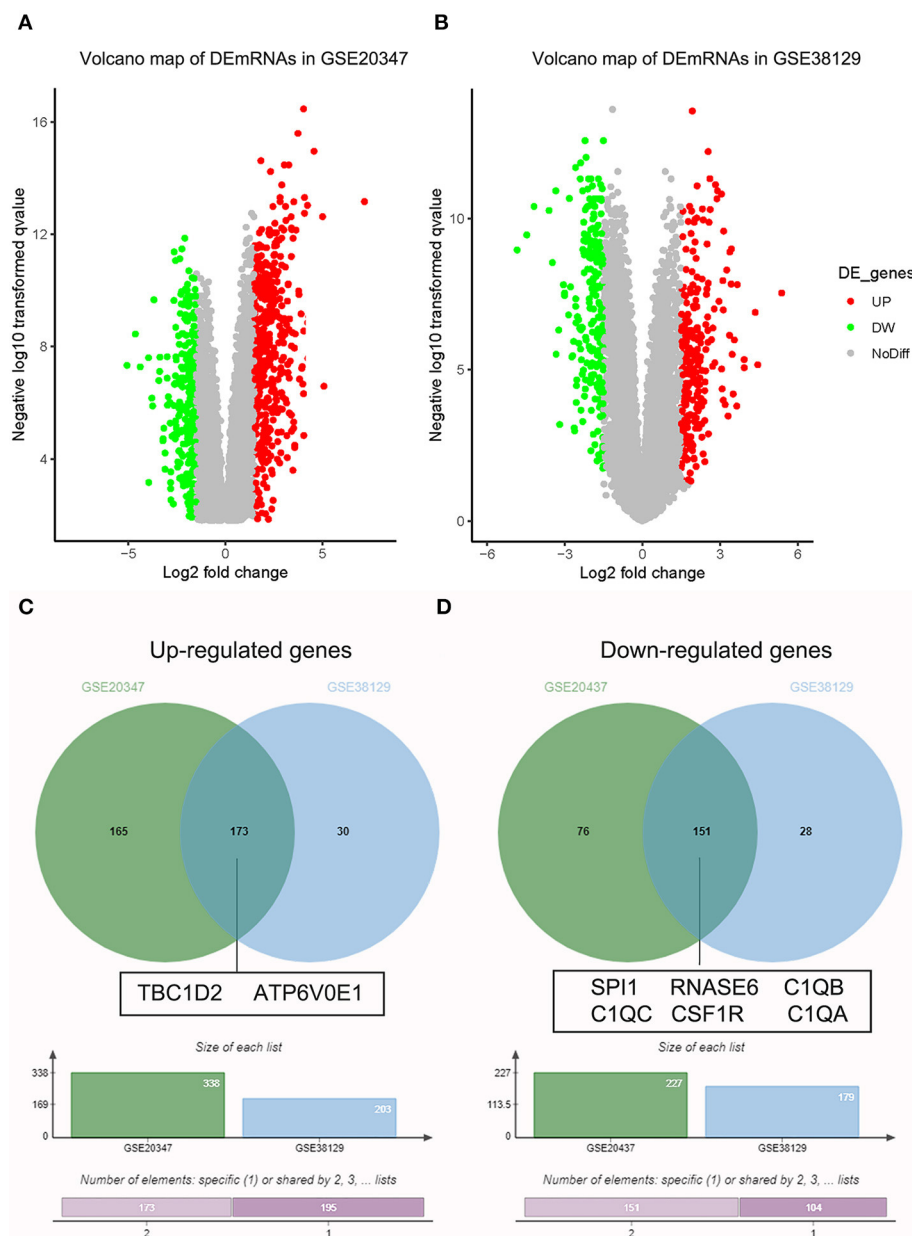 A
Volcano map of DEmRNAs in GSE20347
Negative log10 transformed qvalue
16
12
8
4
−5
0
5
Log2 fold change
B
Volcano map of DEmRNAs in GSE38129
Negative log10 transformed qvalue
10
5
0
−6
−3
0
3
6
Log2 fold change
DE_genes
UP
DW
NoDiff
C
Up-regulated genes
GSE20347
GSE38129
165
173
30
TBC1D2 ATP6V0E1
Size of each list
338
169
0
338
203
GSE20347
GSE38129
Number of elements: specific (1) or shared by 2, 3, ... lists
173
195
2
1
D
Down-regulated genes
GSE20437
GSE38129
76
151
28
SPI1 RNASE6 C1QB
C1QC CSF1R C1QA
Size of each list
227
113.5
0
227
179
GSE20437
GSE38129
Number of elements: specific (1) or shared by 2, 3, ... lists
151
104
2
1